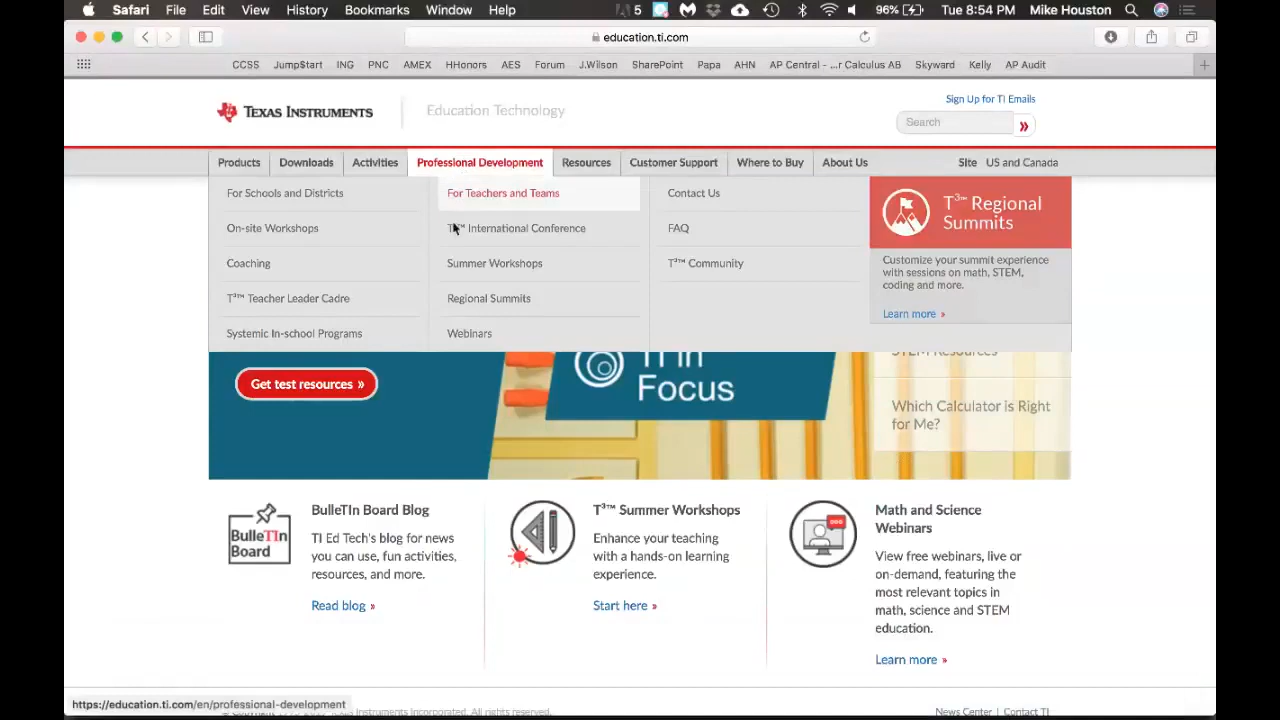 Safari File Edit View History Bookmarks Window Help 5 96% Tue 8:54 PM Mike Houston
education.ti.com
CCSS Jump$tart ING PNC AMEX HHonors AES Forum J.Wilson SharePoint Papa AHN AP Central - ...r Calculus AB Skyward Kelly AP Audit
Sign Up for TI Emails
TEXAS INSTRUMENTS Education Technology
Search »
Products Downloads Activities Professional Development Resources Customer Support Where to Buy About Us Site US and Canada
For Schools and Districts
On-site Workshops
Coaching
T³™ Teacher Leader Cadre
Systemic In-school Programs
For Teachers and Teams
International Conference
Summer Workshops
Regional Summits
Webinars
Contact Us
FAQ
T³™ Community
T³™ Regional
Summits
Customize your summit experience
with sessions on math, STEM,
coding and more.
Learn more »
STEM Resources
Get test resources »
TI in
Focus
Which Calculator is Right
for Me?
BulleTIn
Board
BulleTIn Board Blog
TI Ed Tech's blog for news
you can use, fun activities,
resources, and more.
Read blog »
T³™ Summer Workshops
Enhance your teaching
with a hands-on learning
experience.
Start here »
Math and Science
Webinars
View free webinars, live or
on-demand, featuring the
most relevant topics in
math, science and STEM
education.
Learn more »
https://education.ti.com/en/professional-development
Texas Instruments Incorporated. All rights reserved.
News Center | Contact TI